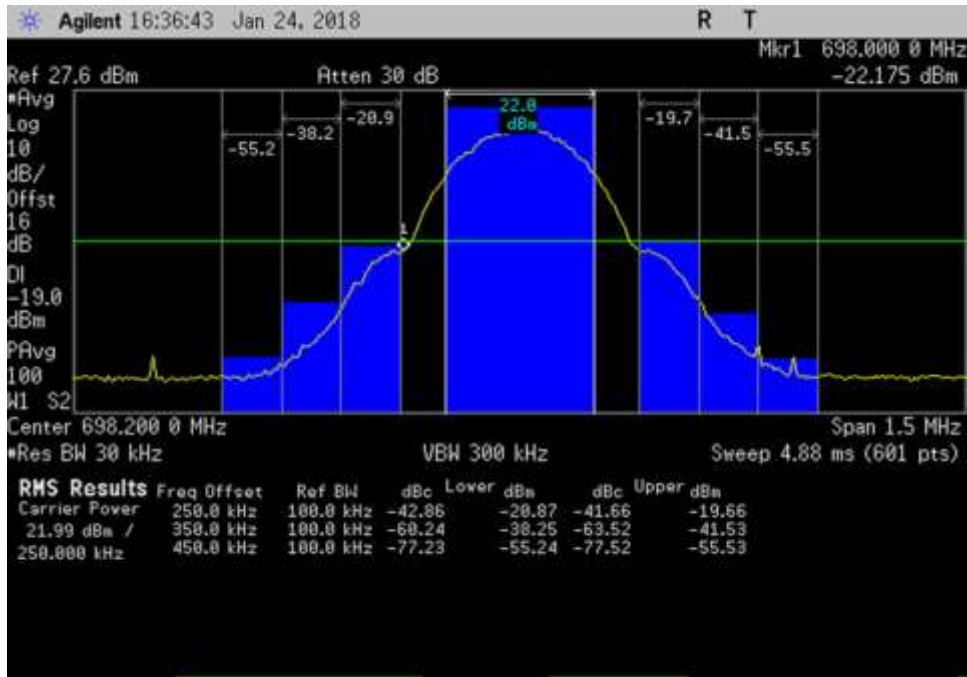 Agilent 16:36:43 Jan 24, 2018 R T
Mkr1 698.000 0 MHz
Ref 27.6 dBm Atten 30 dB -22.175 dBm
*Avg
Log
10
dB/
Offst
16
dB
DI
-19.0
dBm
PAvg
100
W1 S2
-55.2
-38.2
-20.9
22.0
dBm
-19.7
-41.5
-55.5
1
Center 698.200 0 MHz Span 1.5 MHz
*Res BW 30 kHz VBW 300 kHz Sweep 4.88 ms (601 pts)
RMS Results Freq Offset Ref BW dBc Lower dBm dBc Upper dBm
Carrier Power 250.0 kHz 100.0 kHz -42.86 -20.87 -41.66 -19.66
21.99 dBm / 350.0 kHz 100.0 kHz -60.24 -38.25 -63.52 -41.53
250.000 kHz 450.0 kHz 100.0 kHz -77.23 -55.24 -77.52 -55.53